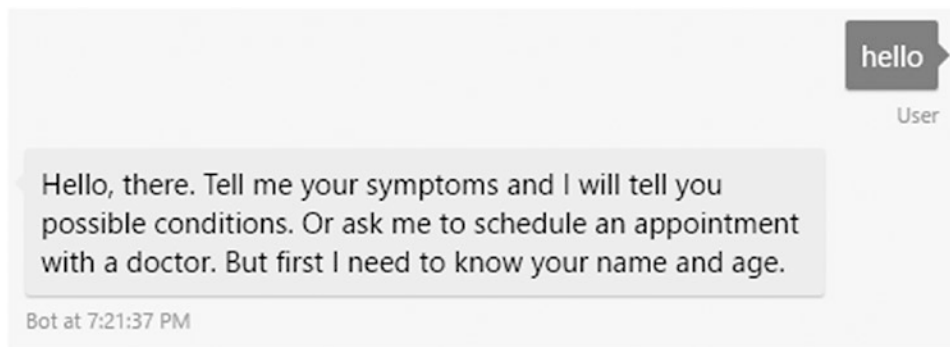 hello
User
Hello, there. Tell me your symptoms and I will tell you
possible conditions. Or ask me to schedule an appointment
with a doctor. But first I need to know your name and age.
Bot at 7:21:37 PM